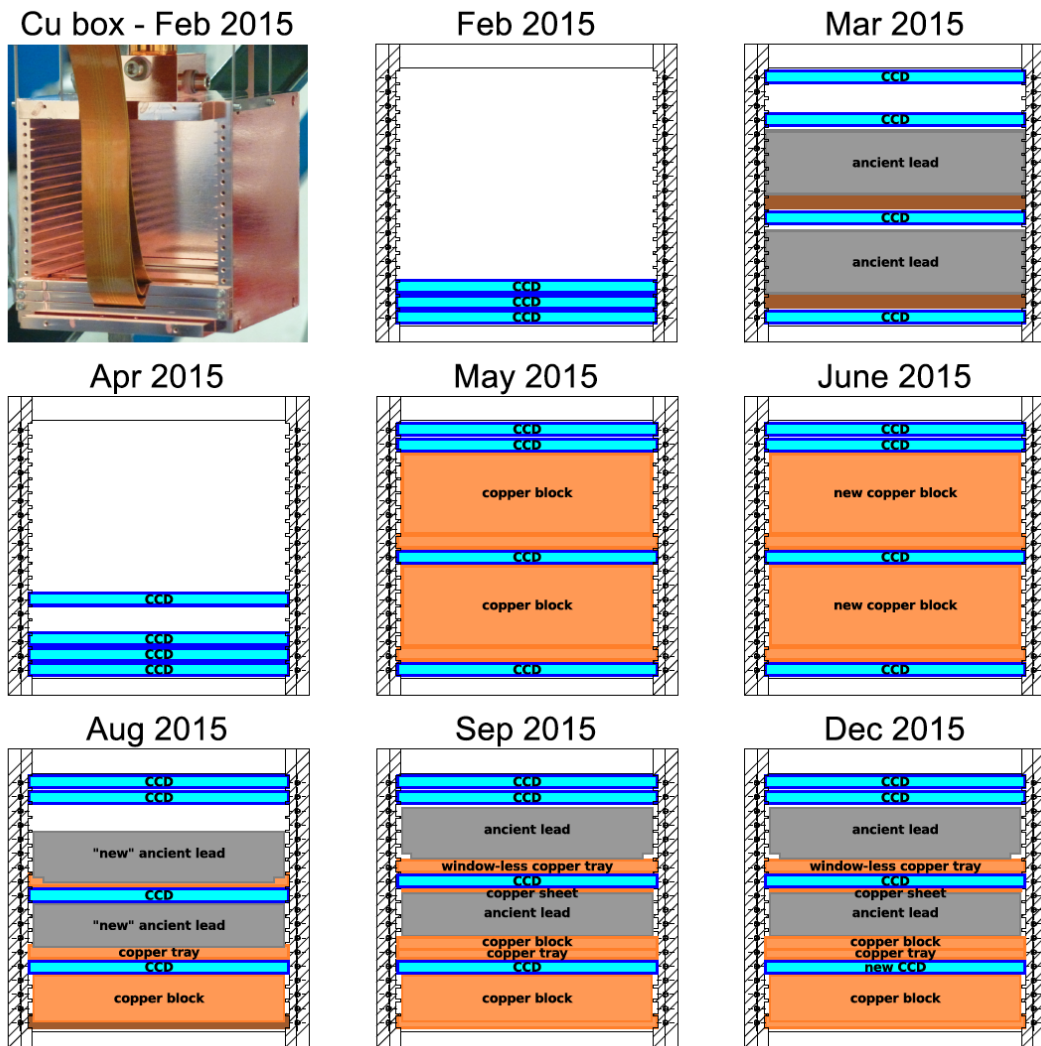 Cu box - Feb 2015
Feb 2015
CCD
CCD
CCD
Mar 2015
CCD
CCD
ancient lead
CCD
ancient lead
CCD
Apr 2015
CCD
CCD
CCD
CCD
May 2015
CCD
CCD
copper block
CCD
copper block
CCD
June 2015
CCD
CCD
new copper block
CCD
new copper block
CCD
Aug 2015
CCD
CCD
"new" ancient lead
CCD
"new" ancient lead
copper tray
CCD
copper block
Sep 2015
CCD
CCD
ancient lead
window-less copper tray
CCD
copper sheet
ancient lead
copper block
copper tray
CCD
copper block
Dec 2015
CCD
CCD
ancient lead
window-less copper tray
CCD
copper sheet
ancient lead
copper block
copper tray
new CCD
copper block